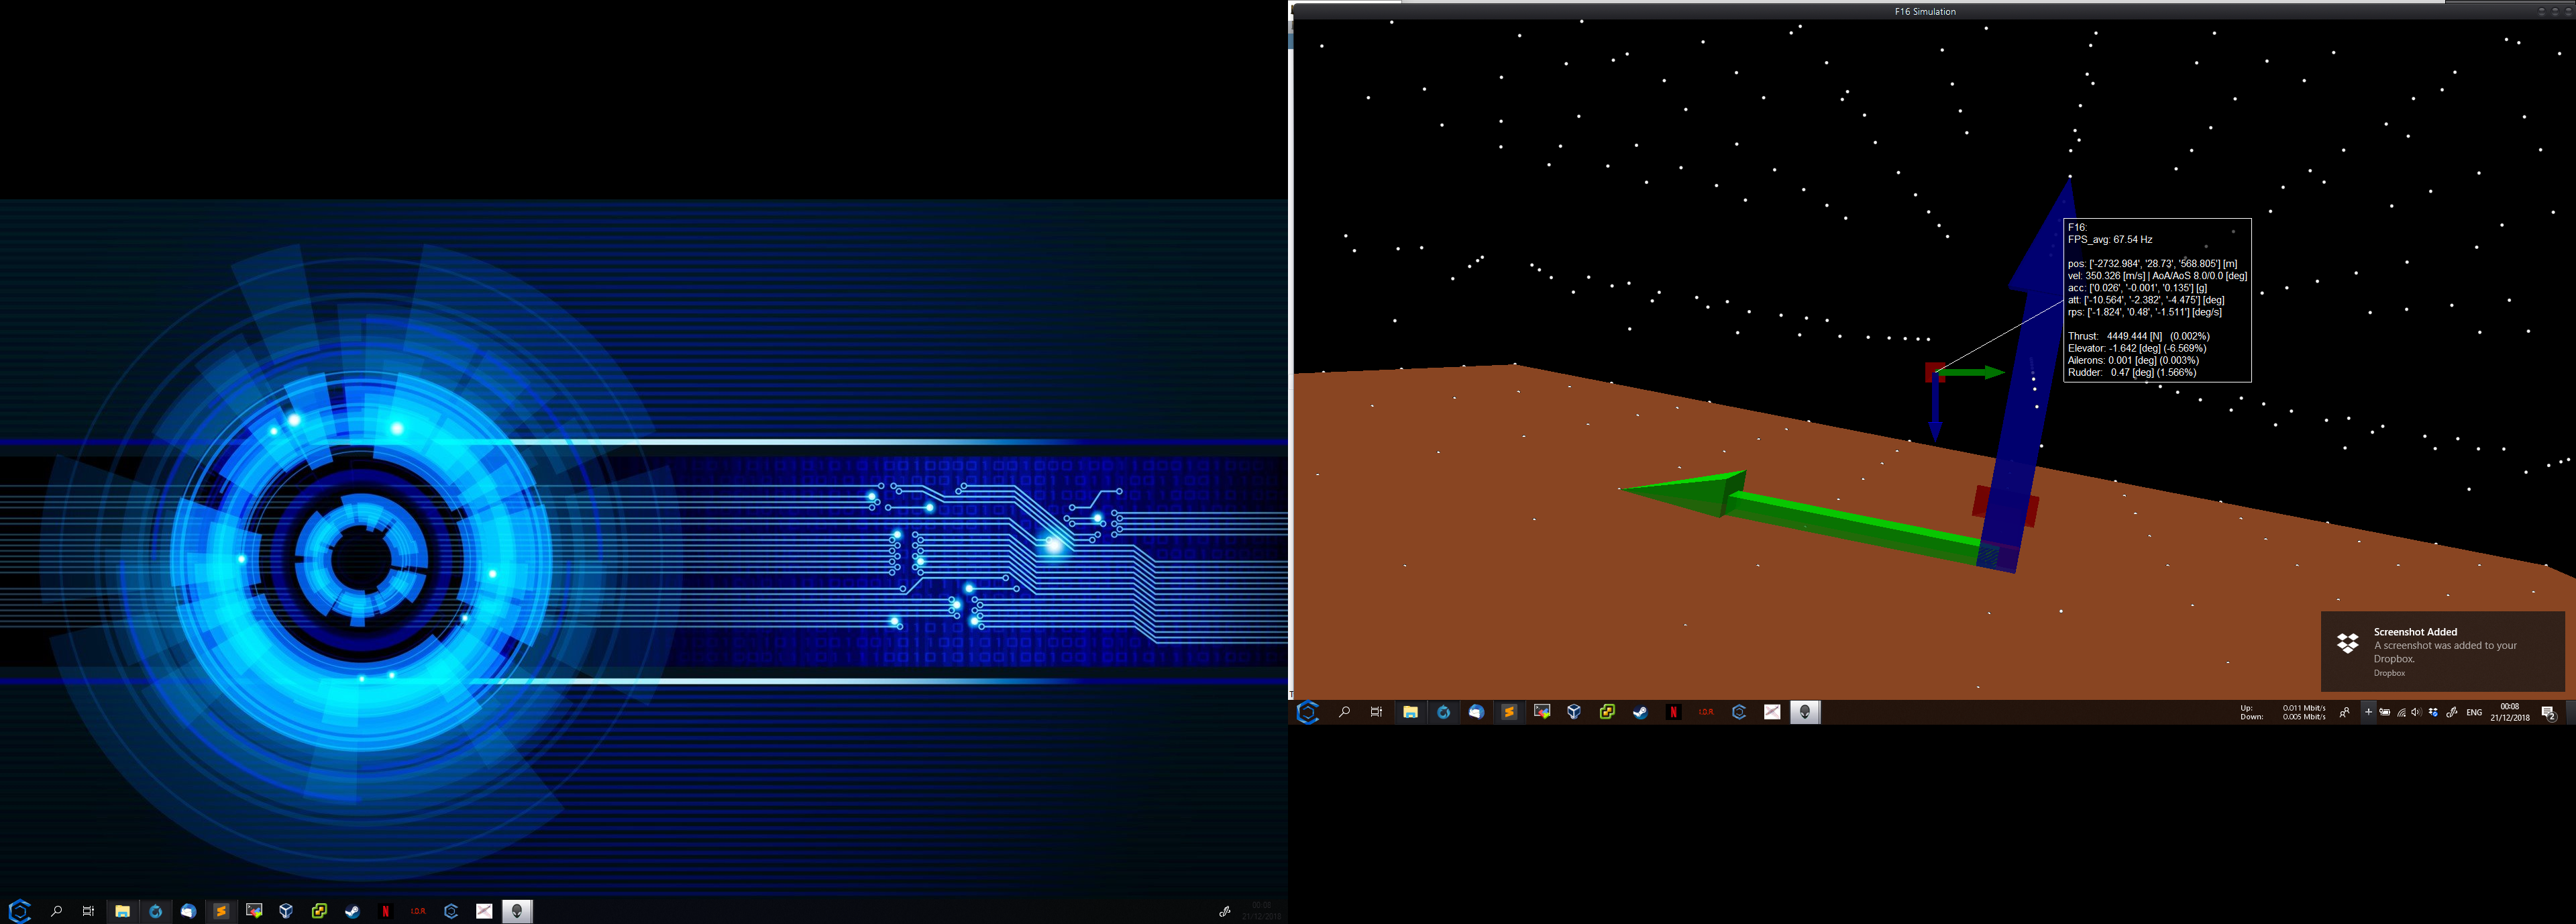 F16 Simulation
F16:
FPS_avg: 67.54 Hz
pos: ['-2732.984', '28.73', '568.805'] [m]
vel: 350.326 [m/s] | AoA/AoS 8.0/0.0 [deg]
acc: ['0.026', '-0.001', '0.135'] [g]
att: ['-10.564', '-2.382', '-4.475'] [deg]
rps: ['-1.824', '0.48', '-1.511'] [deg/s]
Thrust: 4449.444 [N] (0.002%)
Elevator: -1.642 [deg] (-6.569%)
Ailerons: 0.001 [deg] (0.003%)
Rudder: 0.47 [deg] (1.566%)
Screenshot Added
A screenshot was added to your
Dropbox.
Dropbox
N
I.D.R.
Up: 0.011 Mbit/s
Down: 0.005 Mbit/s
ENG
00:08
21/12/2018
2
N
I.D.R.
00:08
21/12/2018